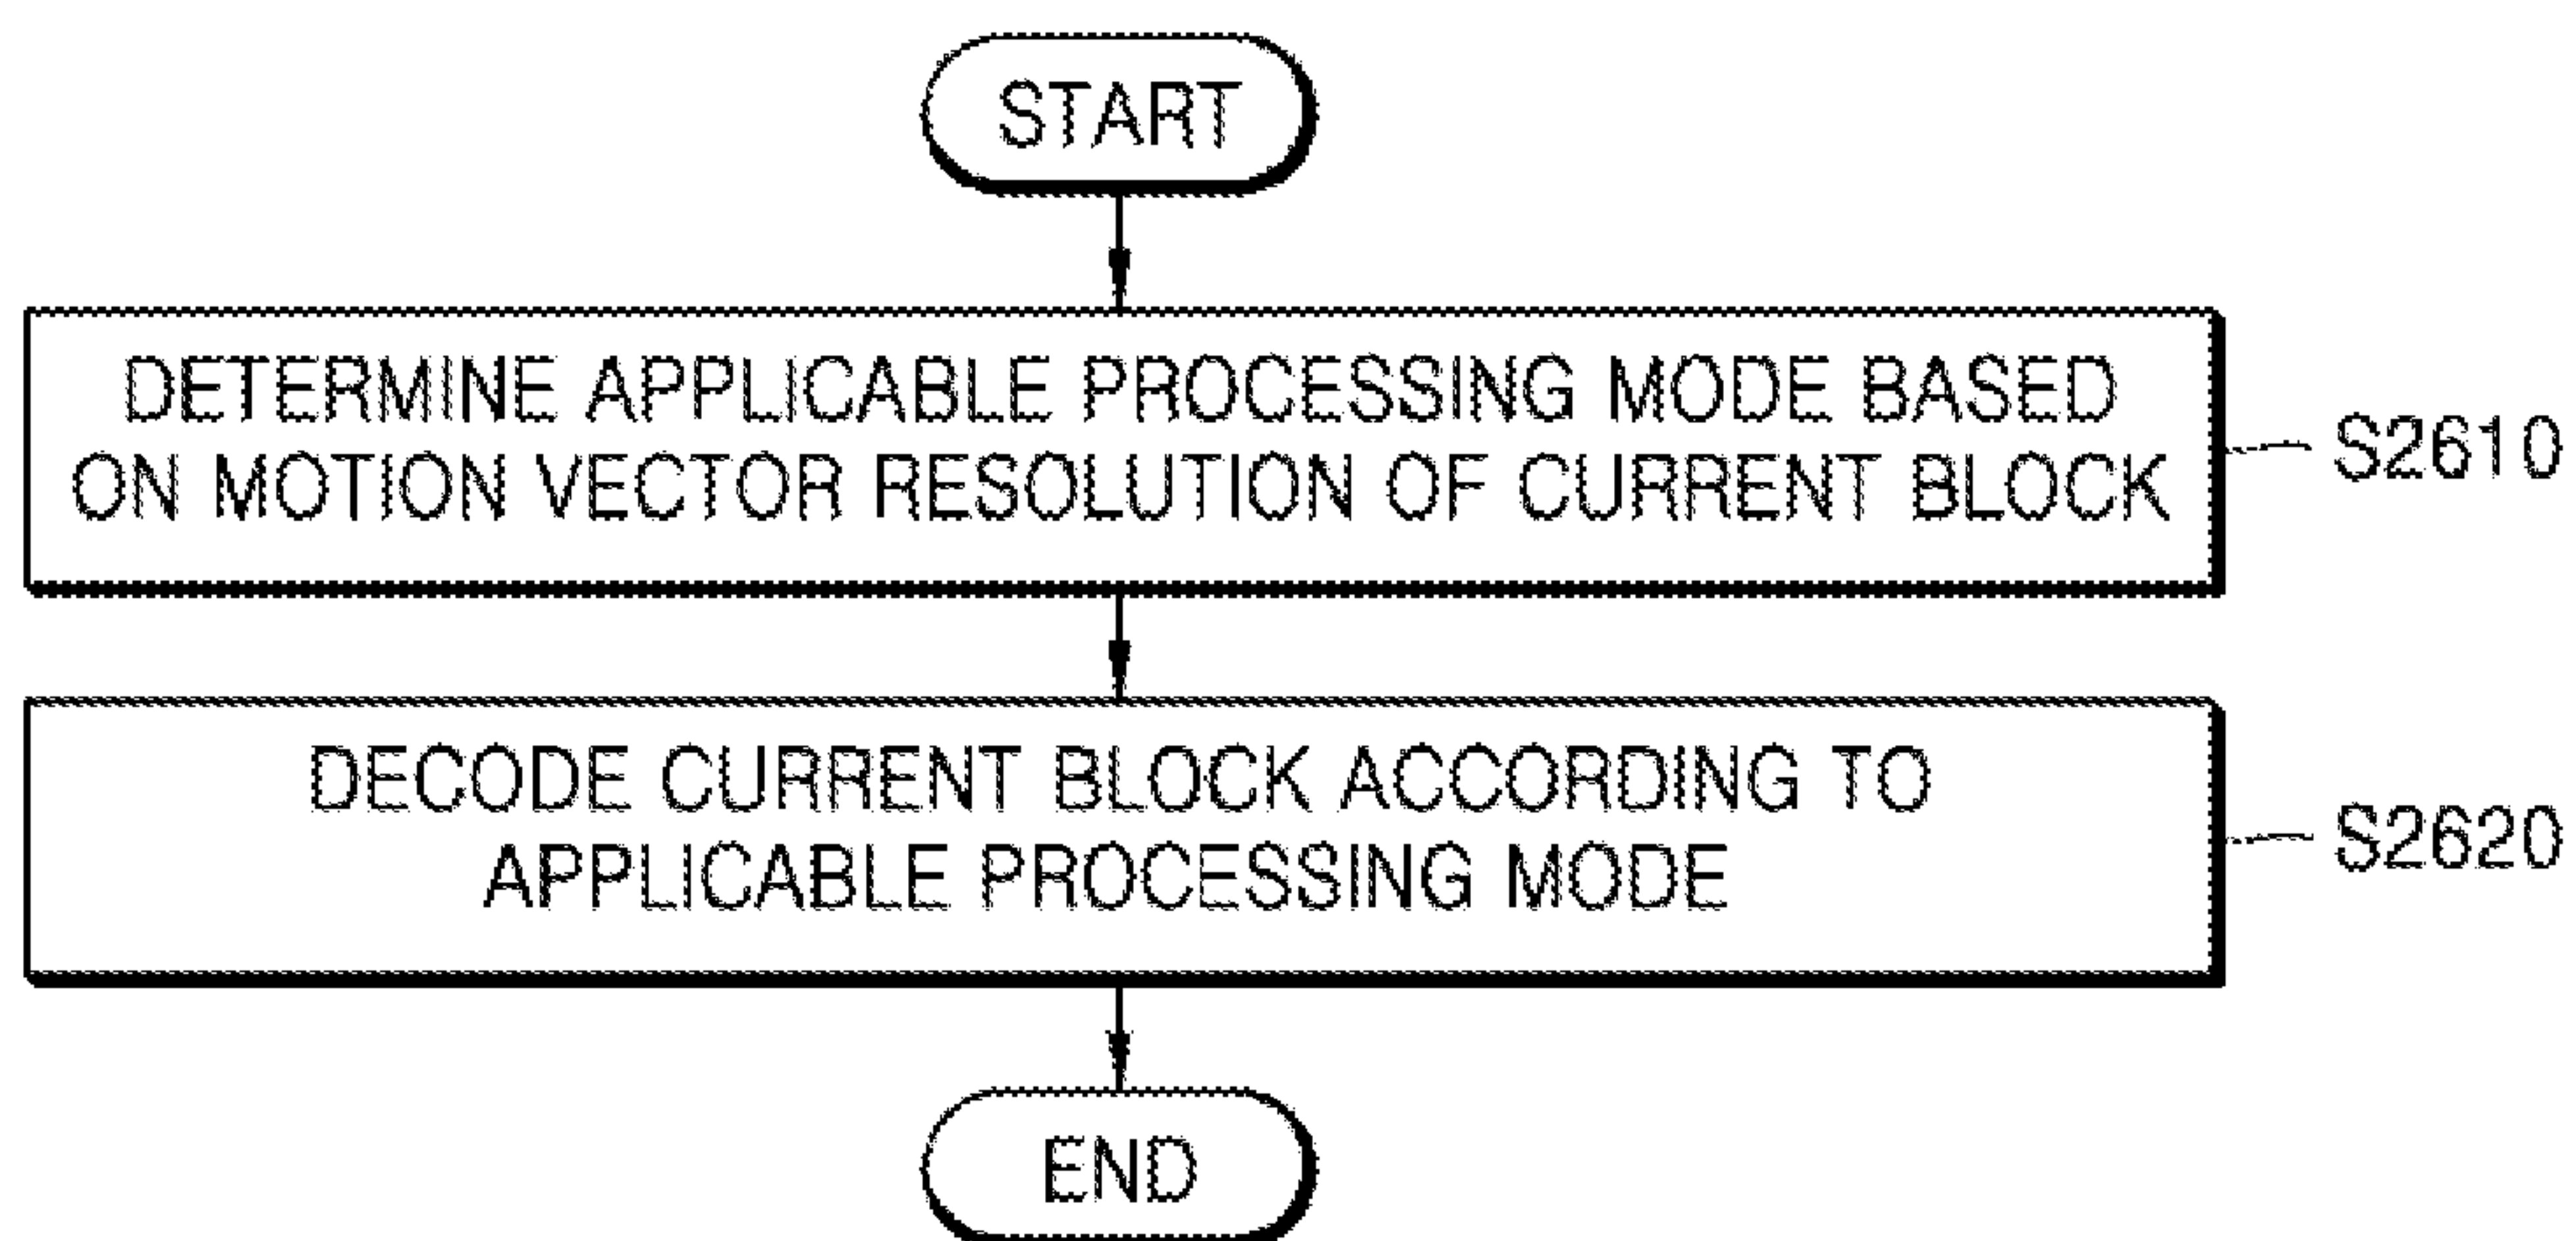 START
DETERMINE APPLICABLE PROCESSING MODE BASED
ON MOTION VECTOR RESOLUTION OF CURRENT BLOCK
S2610
DECODE CURRENT BLOCK ACCORDING TO
APPLICABLE PROCESSING MODE
S2620
END